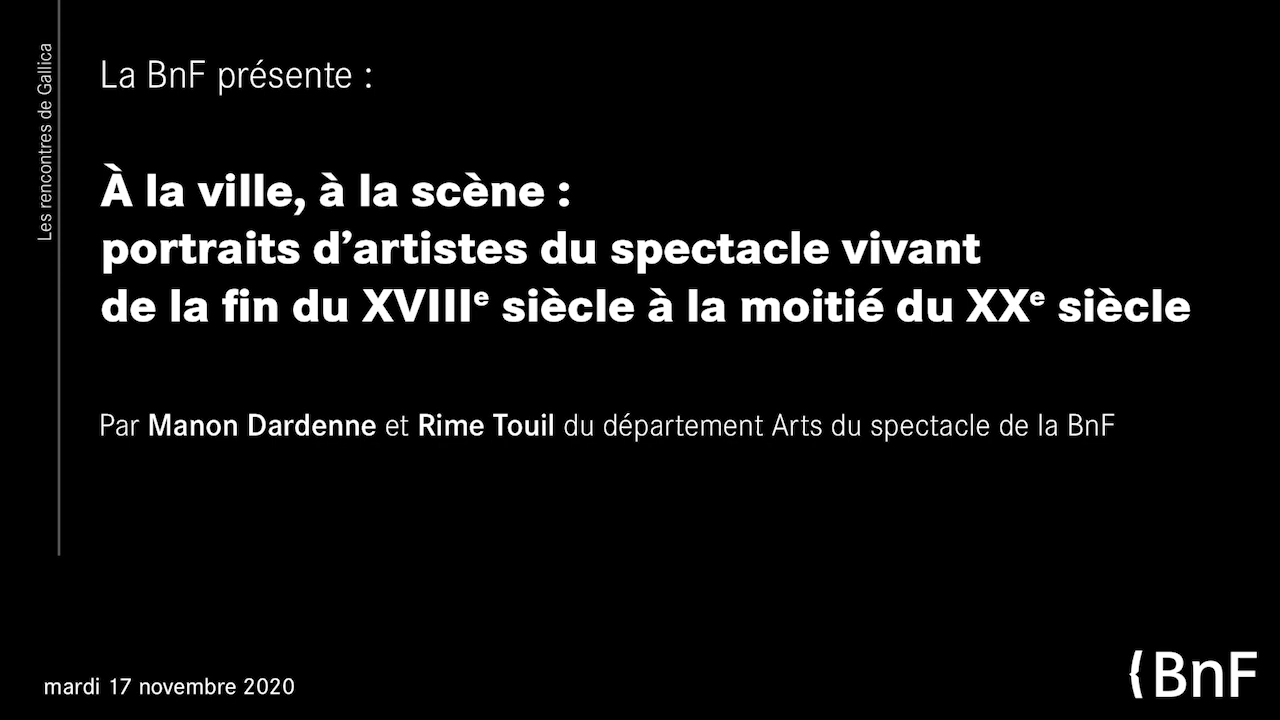 Les rencontres de Gallica
La BnF présente :
À la ville, à la scène :
portraits d’artistes du spectacle vivant
de la fin du XVIIIᵉ siècle à la moitié du XXᵉ siècle
Par Manon Dardenne et Rime Touil du département Arts du spectacle de la BnF
mardi 17 novembre 2020
{BnF